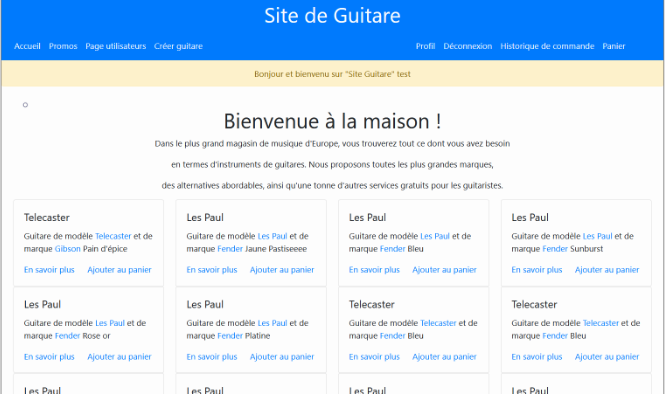 Site de Guitare
Accueil Promos Page utilisateurs Créer guitare Profil Déconnexion Historique de commande Panier
Bonjour et bienvenu sur "Site Guitare" test
Bienvenue à la maison !
Dans le plus grand magasin de musique d'Europe, vous trouverez tout ce dont vous avez besoin
en termes d'instruments de guitares. Nous proposons toutes les plus grandes marques,
des alternatives abordables, ainsi qu'une tonne d'autres services gratuits pour les guitaristes.
Telecaster
Guitare de modèle Telecaster et de
marque Gibson Pain d'épice
En savoir plus Ajouter au panier
Les Paul
Guitare de modèle Les Paul et de
marque Fender Jaune Pastiseeee
En savoir plus Ajouter au panier
Les Paul
Guitare de modèle Les Paul et de
marque Fender Bleu
En savoir plus Ajouter au panier
Les Paul
Guitare de modèle Les Paul et de
marque Fender Sunburst
En savoir plus Ajouter au panier
Les Paul
Guitare de modèle Les Paul et de
marque Fender Rose or
En savoir plus Ajouter au panier
Les Paul
Guitare de modèle Les Paul et de
marque Fender Platine
En savoir plus Ajouter au panier
Telecaster
Guitare de modèle Telecaster et de
marque Fender Bleu
En savoir plus Ajouter au panier
Telecaster
Guitare de modèle Telecaster et de
marque Fender Bleu
En savoir plus Ajouter au panier
Les Paul
Les Paul
Les Paul
Les Paul